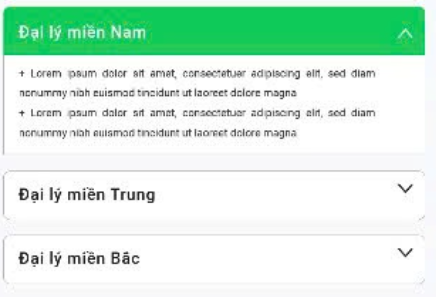 Đại lý miền Nam
+ Lorem ipsum dolor sit amet, consectetuer adipiscing elit, sed diam
nonummy nibh euismod tincidunt ut laoreet dolore magna
+ Lorem ipsum dolor sit amet, consectetuer adipiscing elit, sed diam
nonummy nibh euismod tincidunt ut laoreet dolore magna
Đại lý miền Trung
Đại lý miền Bắc